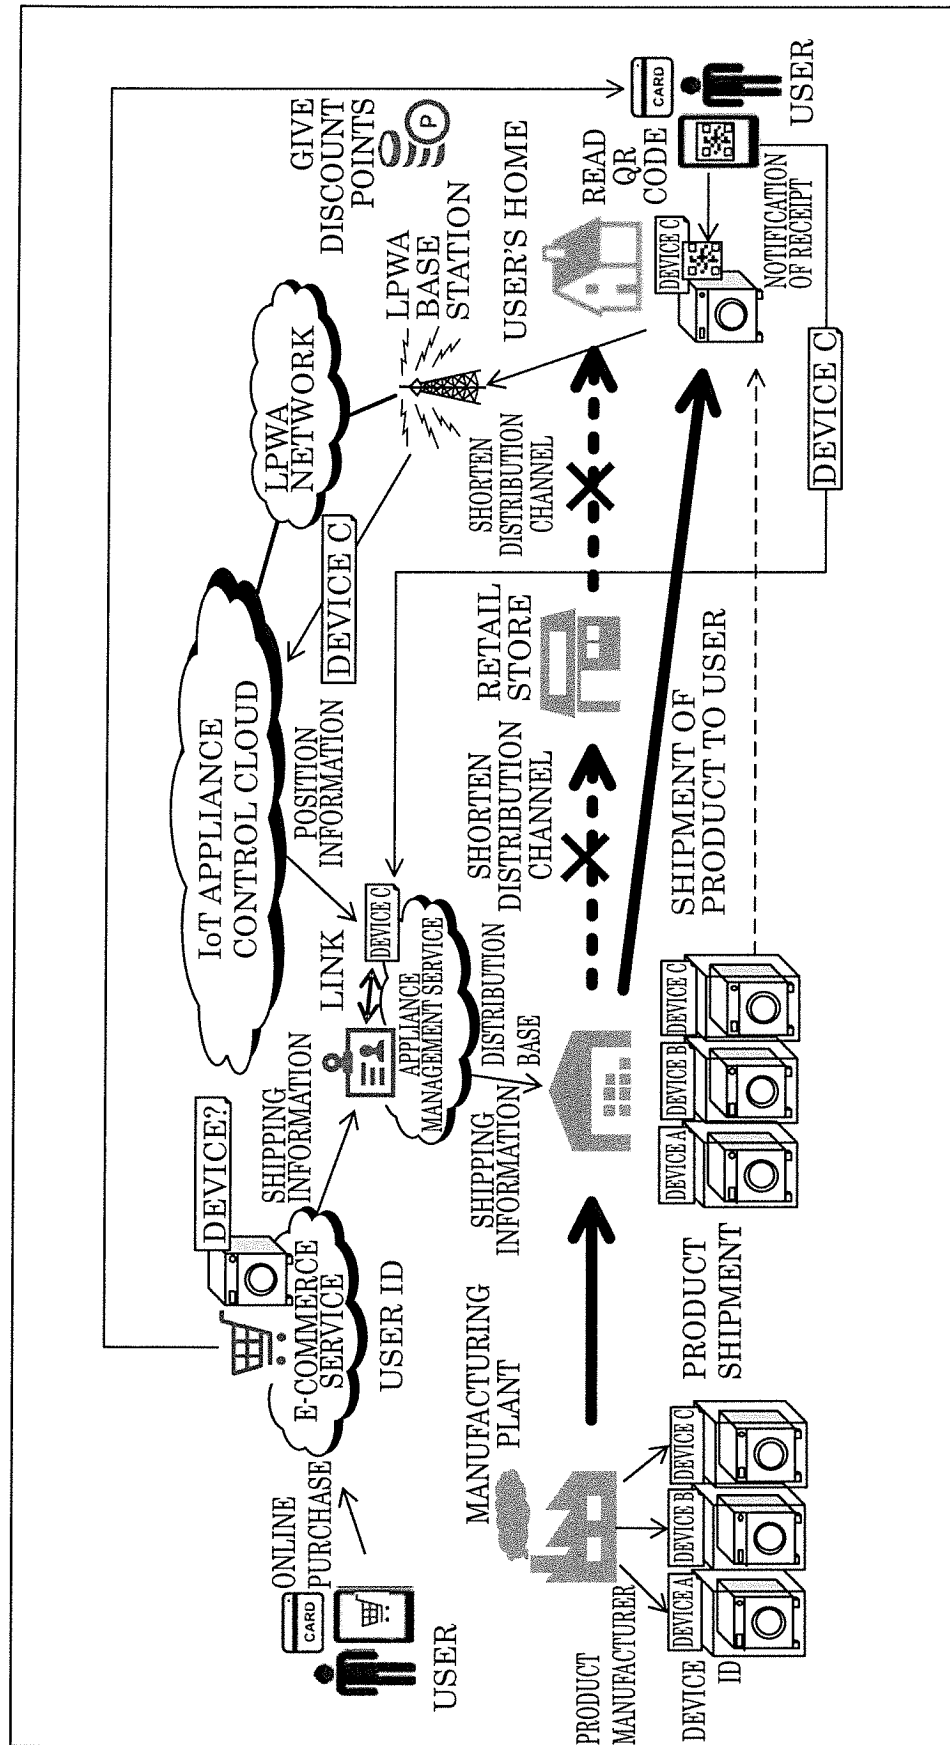 CARD
ONLINE
PURCHASE
USER
DEVICE?
E-COMMERCE
SERVICE
USER ID
SHIPPING
INFORMATION
IoT APPLIANCE
CONTROL CLOUD
LINK
POSITION
INFORMATION
DEVICE C
APPLIANCE
MANAGEMENT SERVICE
DEVICE C
LPWA
NETWORK
LPWA
BASE
STATION
GIVE
DISCOUNT
POINTS
P
PRODUCT
MANUFACTURER
MANUFACTURING
PLANT
SHIPPING
INFORMATION
DISTRIBUTION
BASE
SHORTEN
DISTRIBUTION
CHANNEL
RETAIL
STORE
SHORTEN
DISTRIBUTION
CHANNEL
USER'S HOME
READ
QR
CODE
CARD
USER
DEVICE ID
DEVICE A
DEVICE B
DEVICE C
PRODUCT
SHIPMENT
DEVICE A
DEVICE B
DEVICE C
SHIPMENT OF
PRODUCT TO USER
DEVICE C
NOTIFICATION
OF RECEIPT
DEVICE C